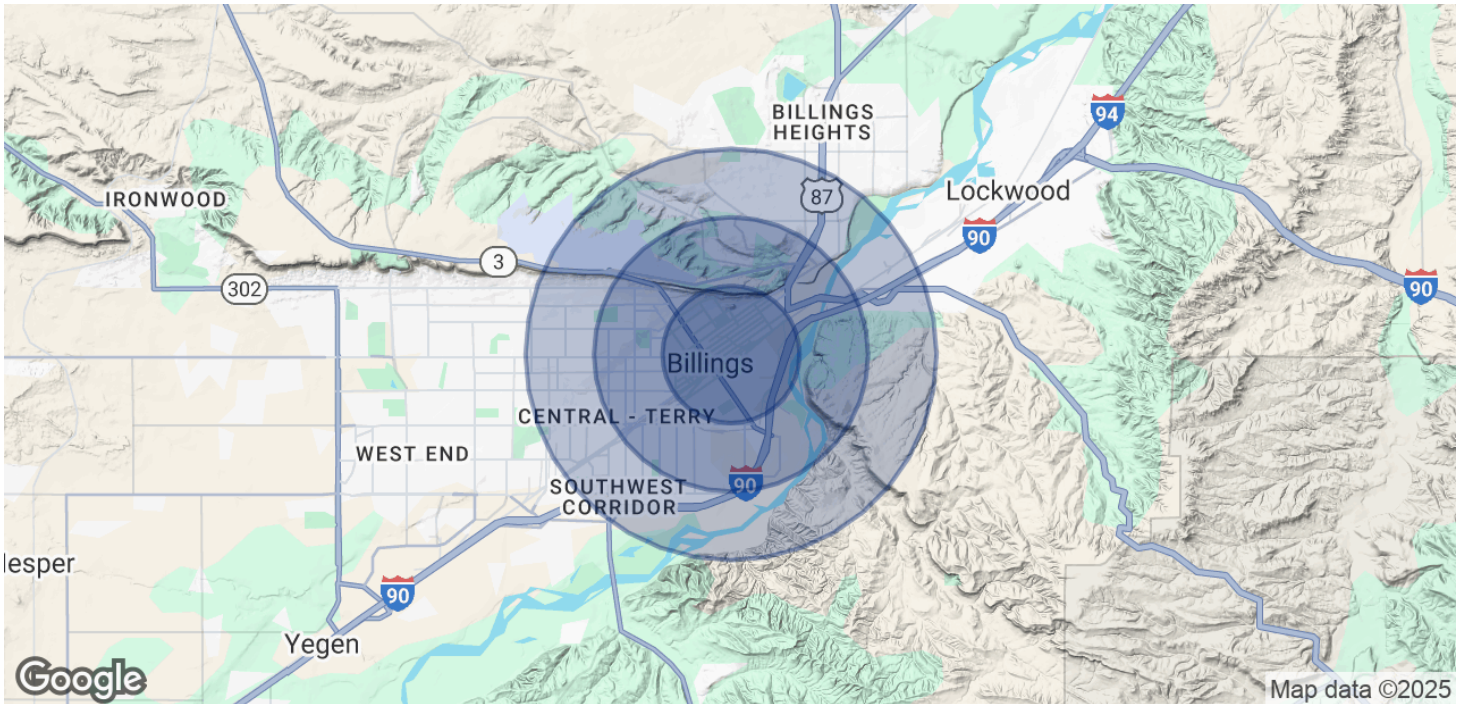 BILLINGS
HEIGHTS
94
IRONWOOD
87
Lockwood
90
3
302
90
Billings
CENTRAL - TERRY
WEST END
SOUTHWEST
CORRIDOR
90
lesper
90
Yegen
Google
Map data ©2025